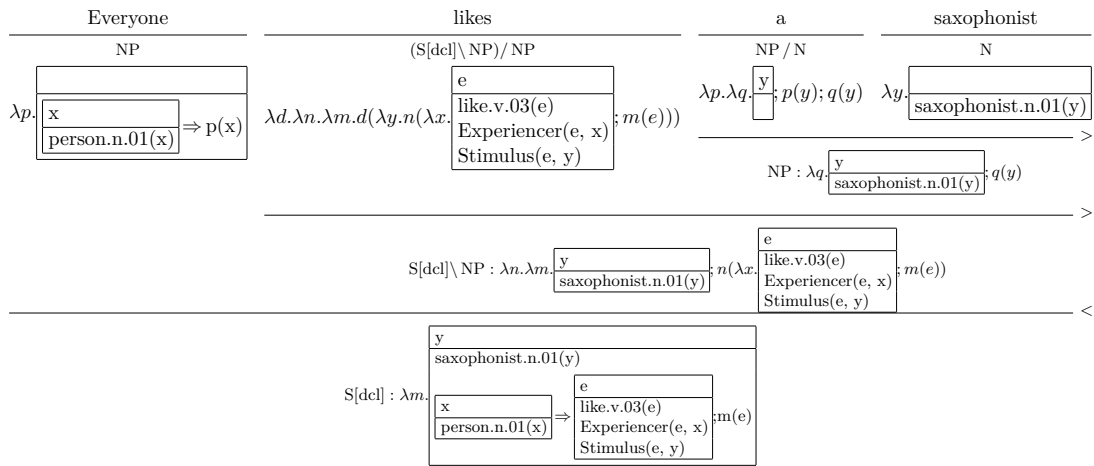 Everyone likes a saxophonist
NP (S[dcl]\NP)/NP NP/N N
λp. x person.n.01(x) ⇒ p(x)
λd.λn.λm.d(λy.n(λx. e like.v.03(e) Experiencer(e, x) Stimulus(e, y) ; m(e)))
λp.λq. y ; p(y); q(y)
λy. saxophonist.n.01(y)
>
NP : λq. y saxophonist.n.01(y) ; q(y)
>
S[dcl]\NP : λn.λm. y saxophonist.n.01(y) ; n(λx. e like.v.03(e) Experiencer(e, x) Stimulus(e, y) ; m(e))
<
S[dcl] : λm.
y
saxophonist.n.01(y)
x person.n.01(x) ⇒ e like.v.03(e) Experiencer(e, x) Stimulus(e, y) ;m(e)